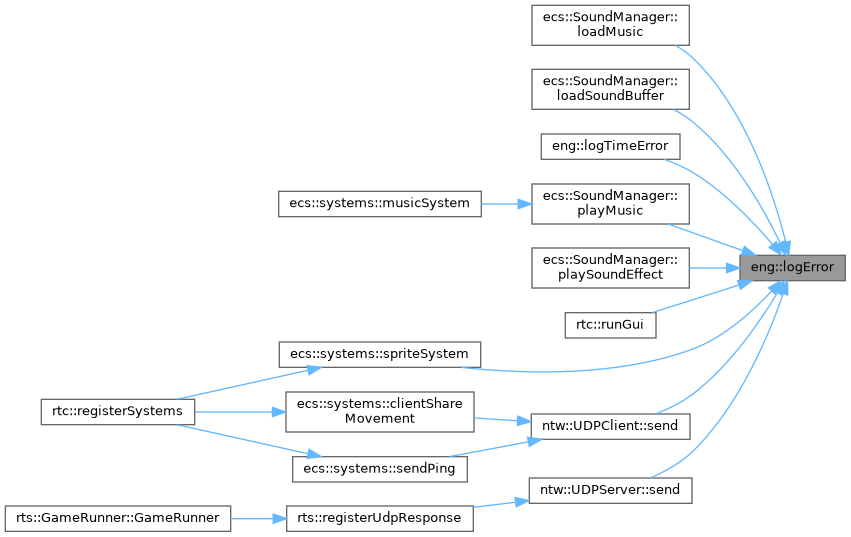 ecs::SoundManager::
loadMusic
ecs::SoundManager::
loadSoundBuffer
eng::logTimeError
ecs::systems::musicSystem
ecs::SoundManager::
playMusic
ecs::SoundManager::
playSoundEffect
eng::logError
rtc::runGui
ecs::systems::spriteSystem
rtc::registerSystems
ecs::systems::clientShare
Movement
ntw::UDPClient::send
ecs::systems::sendPing
ntw::UDPServer::send
rts::GameRunner::GameRunner
rts::registerUdpResponse